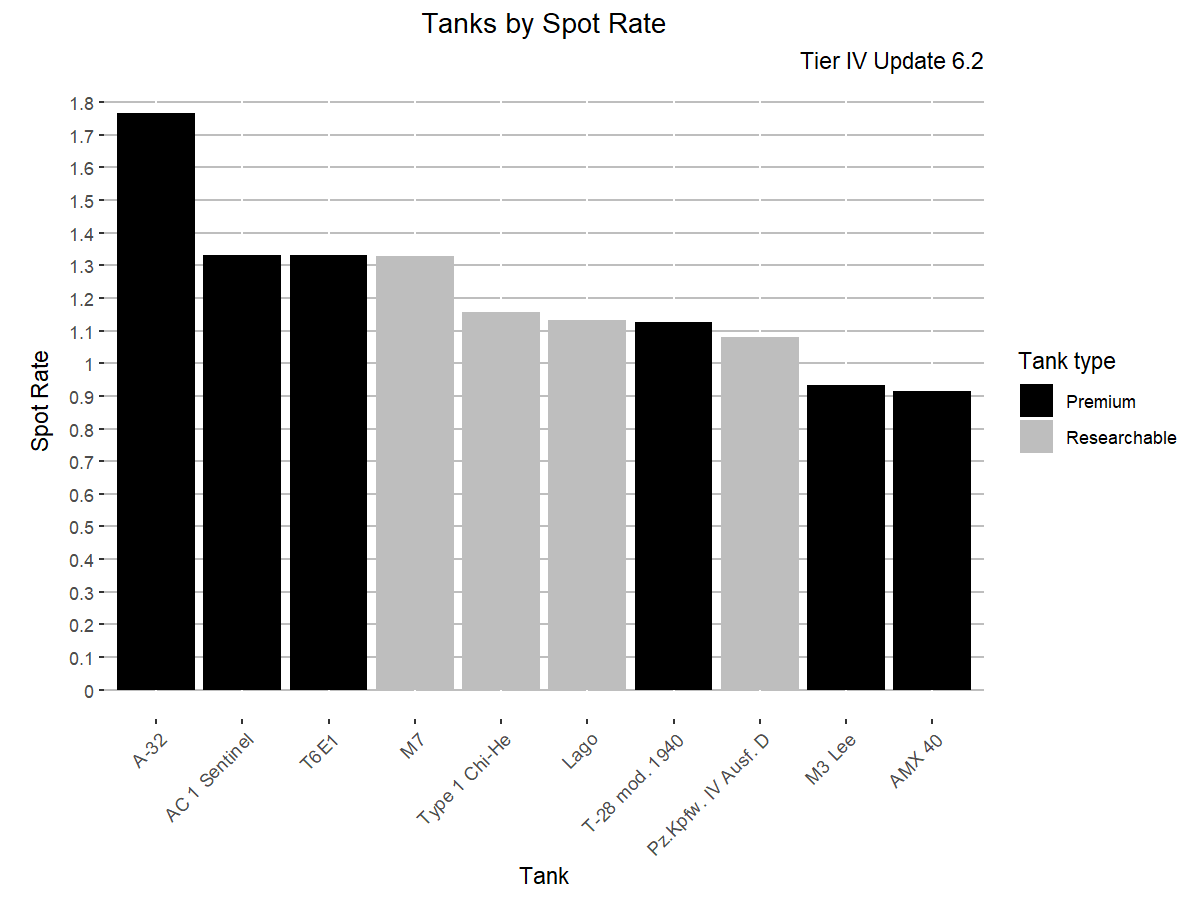 Tanks by Spot Rate
Tier IV Update 6.2
Spot Rate
1.8
1.7
1.6
1.5
1.4
1.3
1.2
1.1
1
0.9
0.8
0.7
0.6
0.5
0.4
0.3
0.2
0.1
0
A-32
AC 1 Sentinel
T6E1
M7
Type 1 Chi-He
Lago
T-28 mod. 1940
Pz.Kpfw. IV Ausf. D
M3 Lee
AMX 40
Tank
Tank type
Premium
Researchable